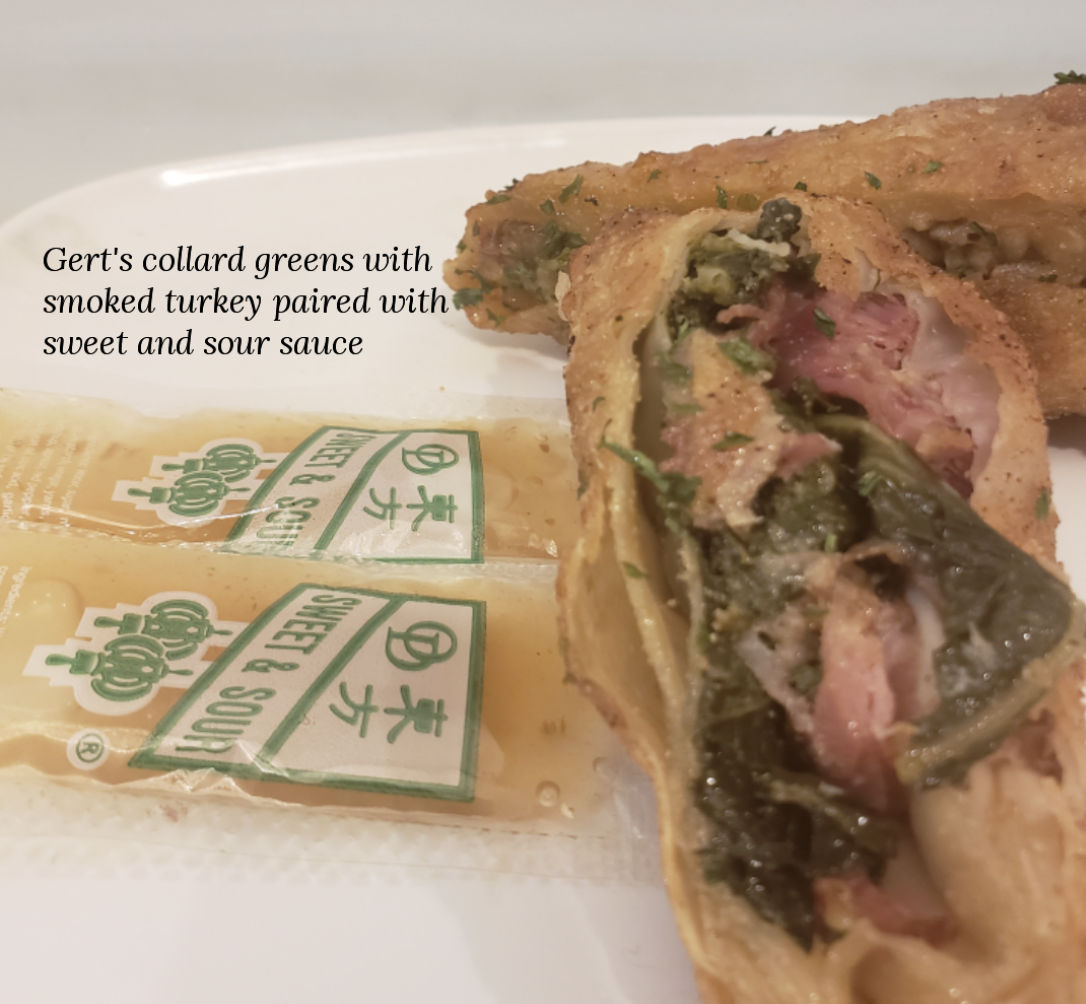 Gert's collard greens with
smoked turkey paired with
sweet and sour sauce
東方
SWEET & SOUR
®
東方
SWEET & SOUR